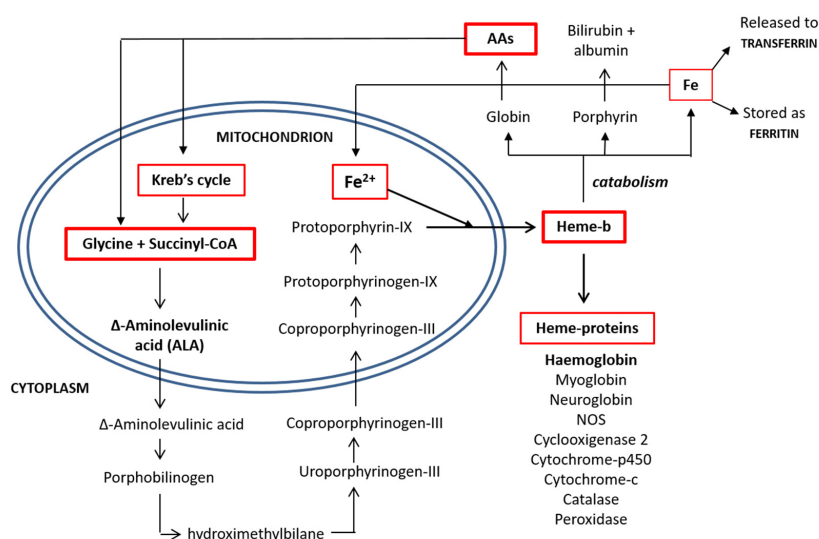 Released to
TRANSFERRIN
AAs
Bilirubin +
albumin
Fe
Globin
Porphyrin
Stored as
FERRITIN
MITOCHONDRION
Kreb's cycle
Fe²⁺
catabolism
Glycine + Succinyl-CoA
Protoporphyrin-IX
Heme-b
Protoporphyrinogen-IX
Δ-Aminolevulinic
acid (ALA)
Coproporphyrinogen-III
Heme-proteins
CYTOPLASM
Haemoglobin
Myoglobin
Neuroglobin
NOS
Cyclooxigenase 2
Cytochrome-p450
Cytochrome-c
Catalase
Peroxidase
Δ-Aminolevulinic acid
Coproporphyrinogen-III
Porphobilinogen
Uroporphyrinogen-III
hydroximethylbilane